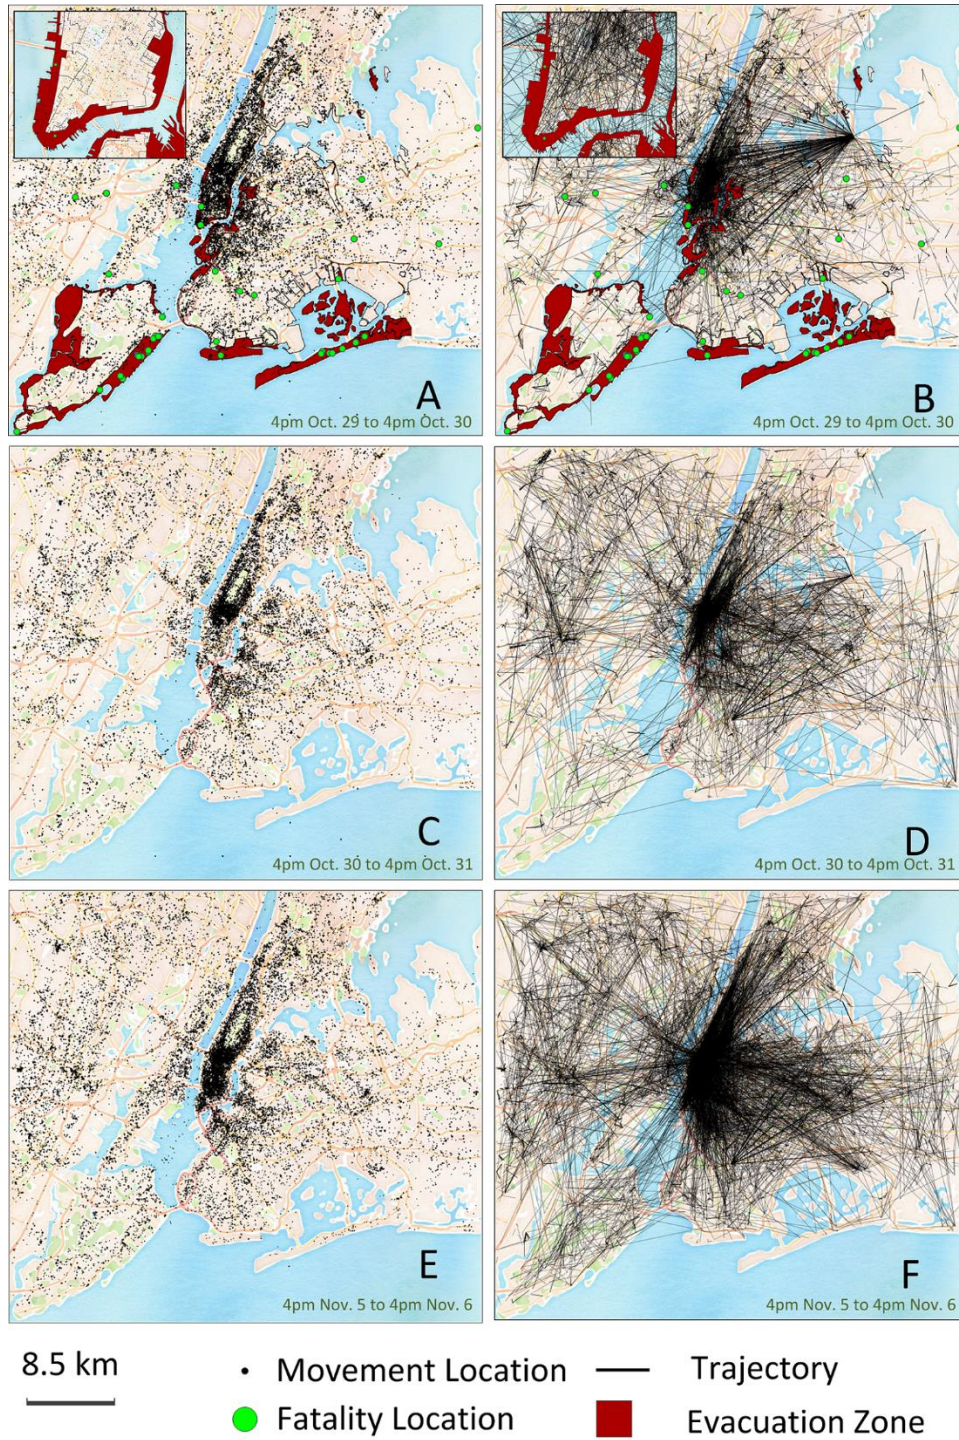 A
4pm Oct. 29 to 4pm Oct. 30
B
4pm Oct. 29 to 4pm Oct. 30
C
4pm Oct. 30 to 4pm Oct. 31
D
4pm Oct. 30 to 4pm Oct. 31
E
4pm Nov. 5 to 4pm Nov. 6
F
4pm Nov. 5 to 4pm Nov. 6
8.5 km
Movement Location
Trajectory
Fatality Location
Evacuation Zone